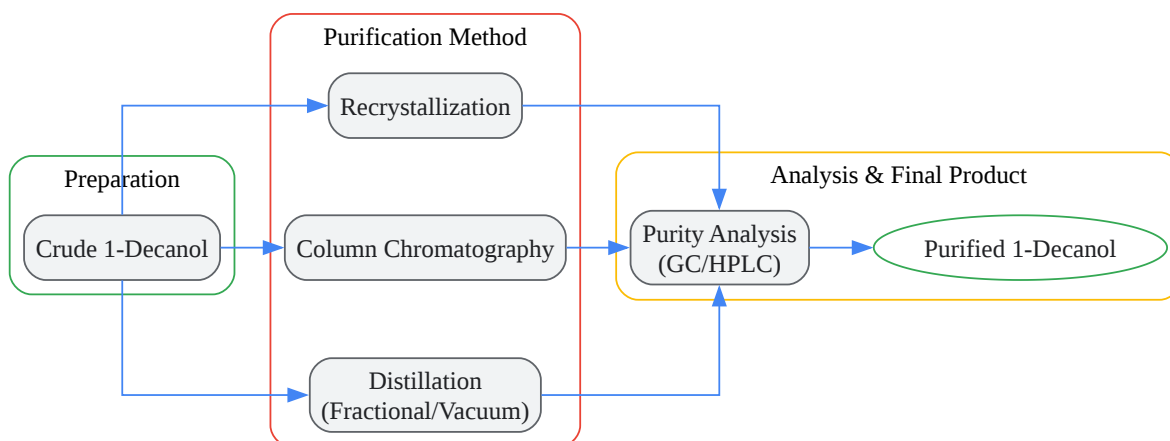 Purification Method
Recrystallization
Preparation
Analysis & Final Product
Crude 1-Decanol
Column Chromatography
Purity Analysis
(GC/HPLC)
Purified 1-Decanol
Distillation
(Fractional/Vacuum)